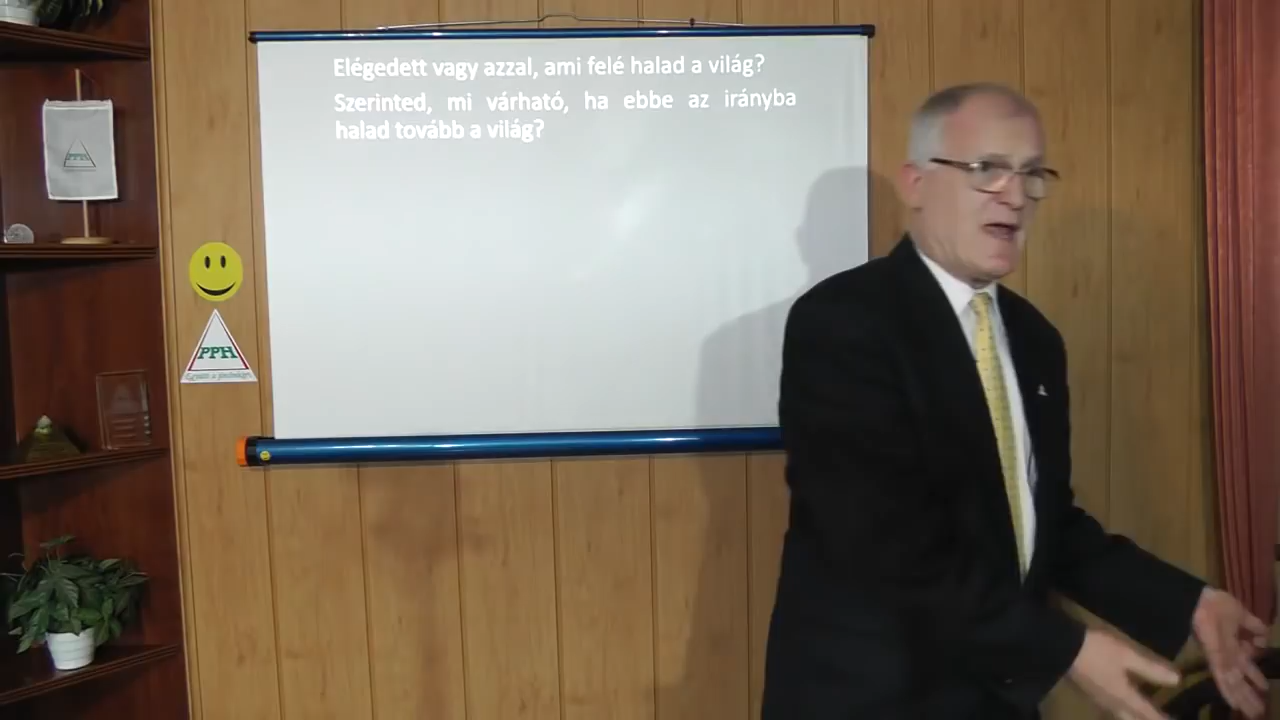 Elégedett vagy azzal, ami felé halad a világ?
Szerinted, mi várható, ha ebbe az irányba
halad tovább a világ?
PPH